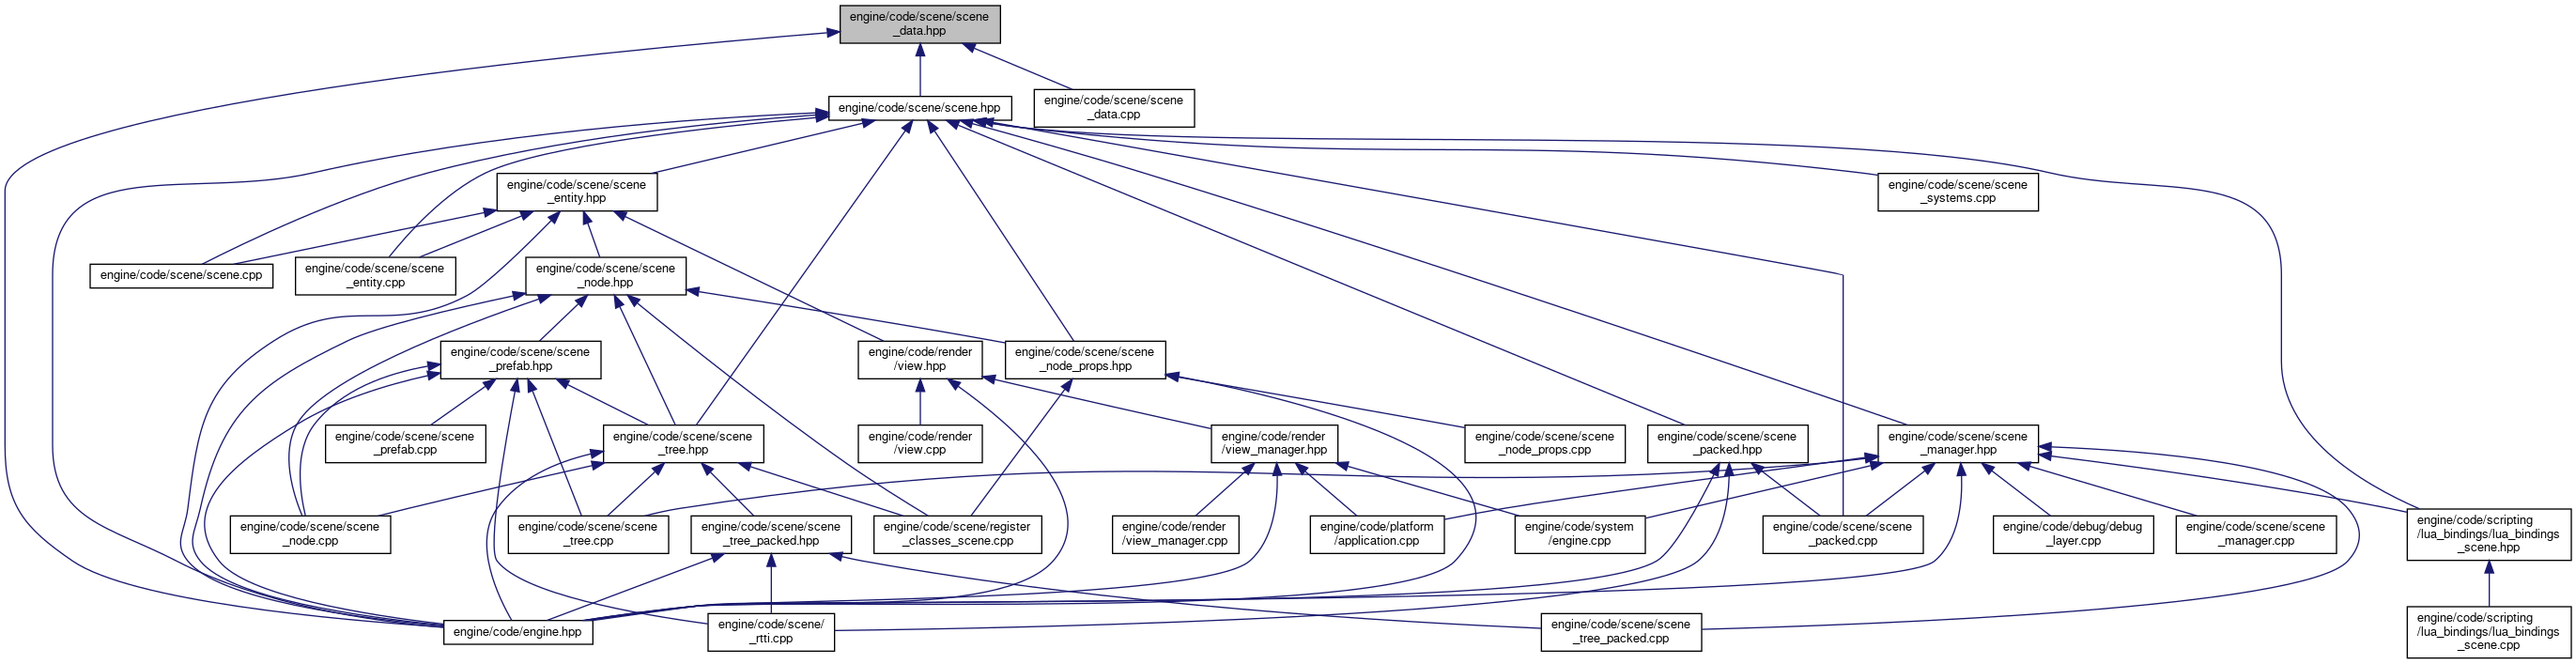 engine/code/scene/scene
_data.hpp
engine/code/scene/scene.hpp
engine/code/scene/scene
_data.cpp
engine/code/scene/scene
_entity.hpp
engine/code/scene/scene
_systems.cpp
engine/code/scene/scene.cpp
engine/code/scene/scene
_entity.cpp
engine/code/scene/scene
_node.hpp
engine/code/scene/scene
_prefab.hpp
engine/code/render
/view.hpp
engine/code/scene/scene
_node_props.hpp
engine/code/scene/scene
_prefab.cpp
engine/code/scene/scene
_tree.hpp
engine/code/render
/view.cpp
engine/code/render
/view_manager.hpp
engine/code/scene/scene
_node_props.cpp
engine/code/scene/scene
_packed.hpp
engine/code/scene/scene
_manager.hpp
engine/code/scene/scene
_node.cpp
engine/code/scene/scene
_tree.cpp
engine/code/scene/scene
_tree_packed.hpp
engine/code/scene/register
_classes_scene.cpp
engine/code/render
/view_manager.cpp
engine/code/platform
/application.cpp
engine/code/system
/engine.cpp
engine/code/scene/scene
_packed.cpp
engine/code/debug/debug
_layer.cpp
engine/code/scene/scene
_manager.cpp
engine/code/scripting
/lua_bindings/lua_bindings
_scene.hpp
engine/code/engine.hpp
engine/code/scene/
_rtti.cpp
engine/code/scene/scene
_tree_packed.cpp
engine/code/scripting
/lua_bindings/lua_bindings
_scene.cpp